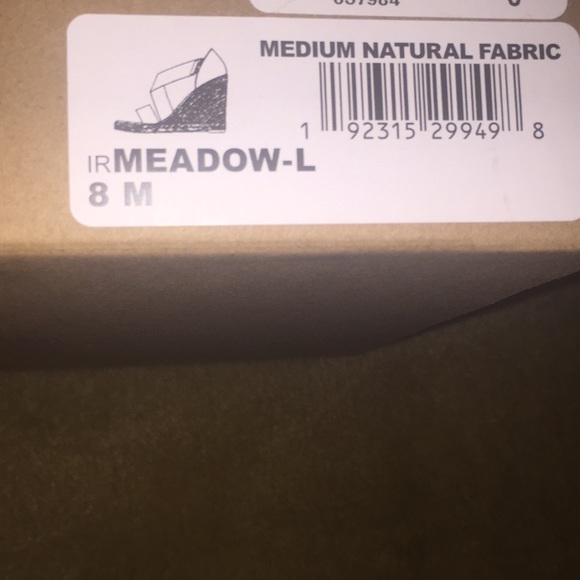 MEDIUM NATURAL FABRIC
1 92315 29949 8
IRMEADOW-L
8 M